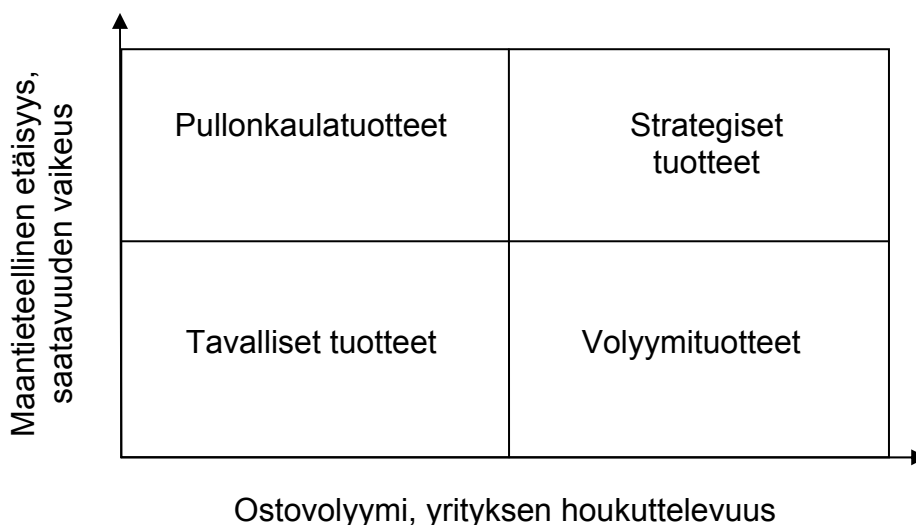 Maantieteellinen etäisyys,
saatavuuden vaikeus
Pullonkaulatuotteet
Strategiset
tuotteet
Tavalliset tuotteet
Volyymituotteet
Ostovolyymi, yrityksen houkuttelevuus